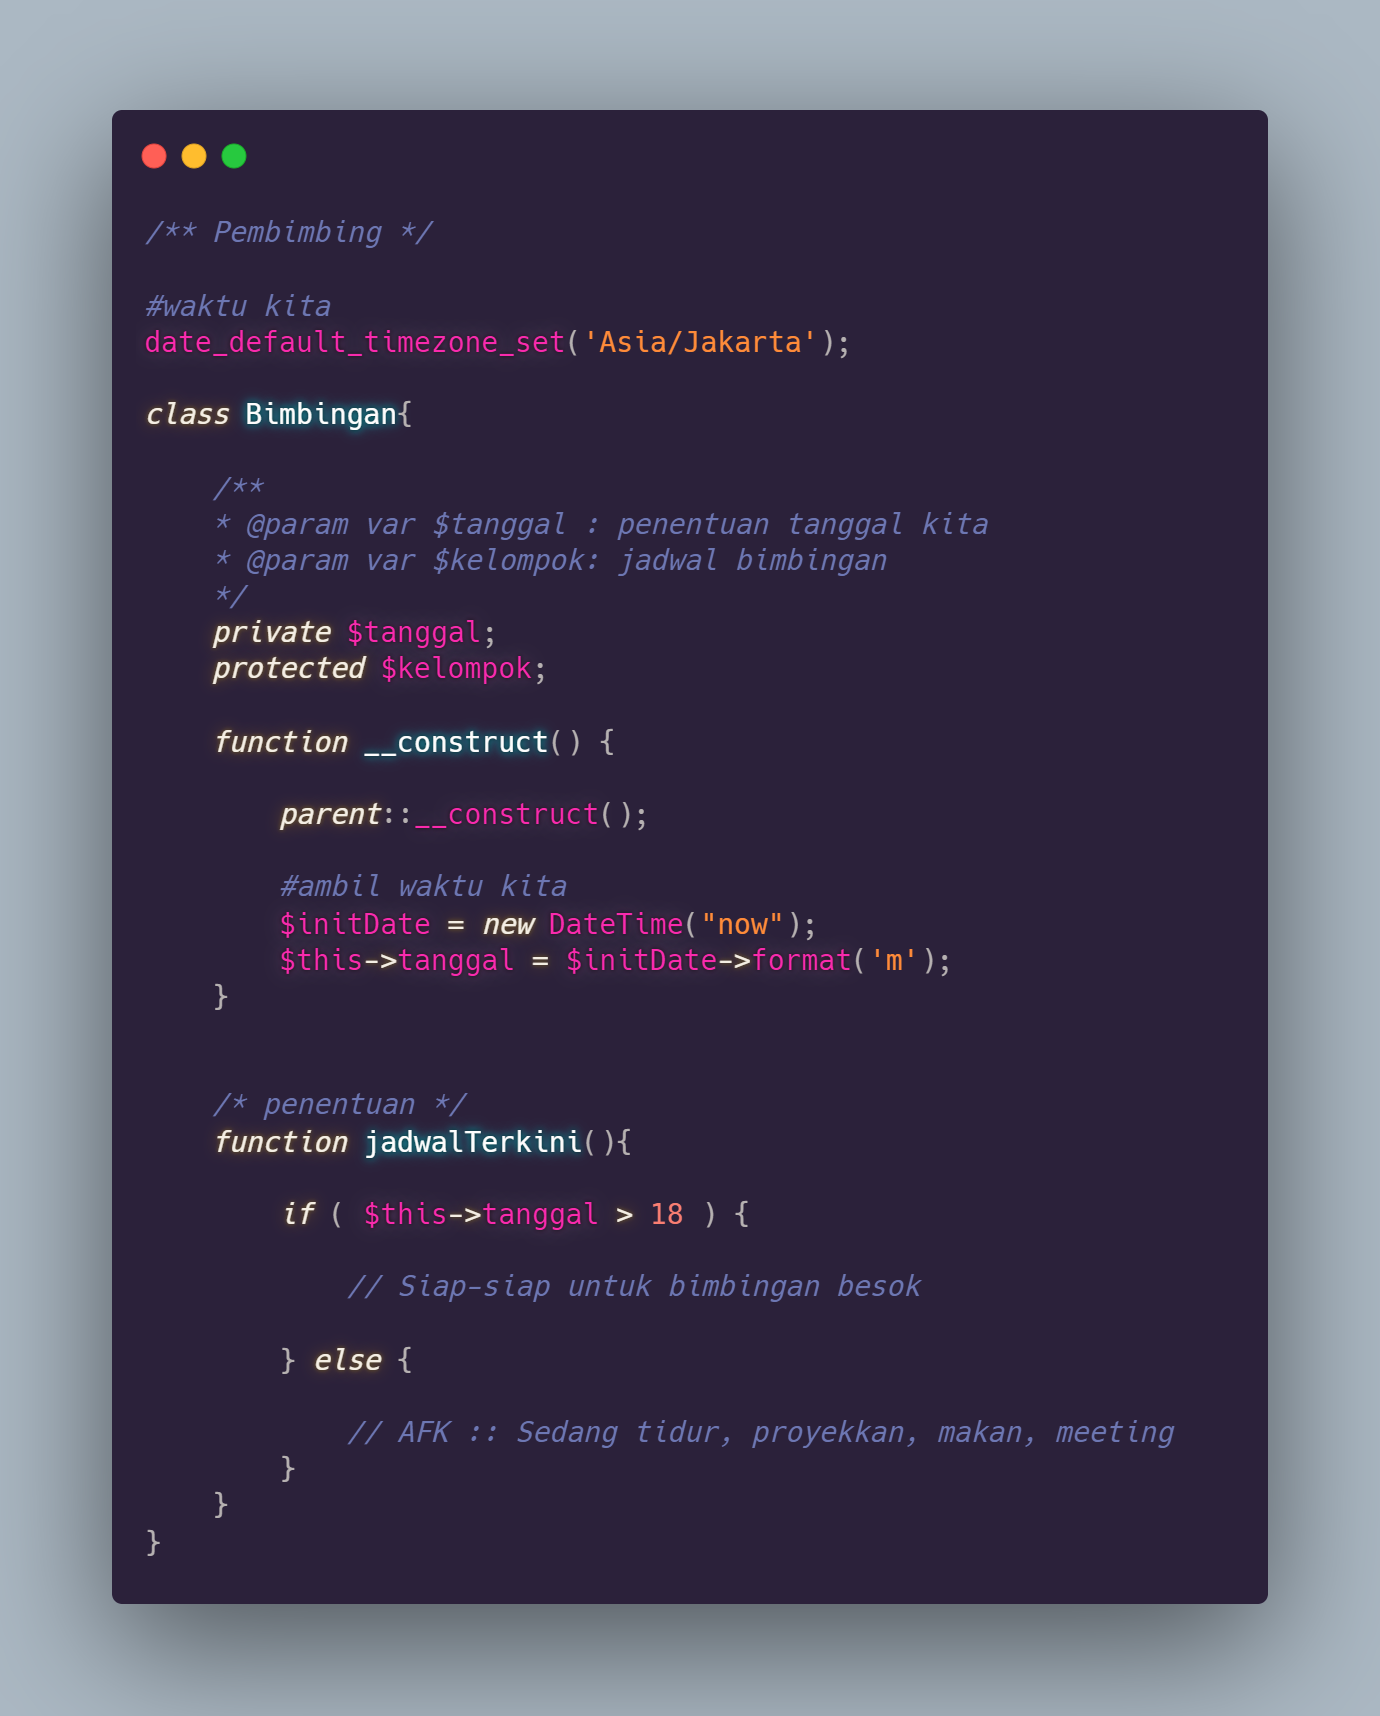 /** Pembimbing */
#waktu kita
date_default_timezone_set('Asia/Jakarta');
class Bimbingan{
/**
* @param var $tanggal : penentuan tanggal kita
* @param var $kelompok: jadwal bimbingan
*/
private $tanggal;
protected $kelompok;
function __construct() {
parent::__construct();
#ambil waktu kita
$initDate = new DateTime("now");
$this->tanggal = $initDate->format('m');
}
/* penentuan */
function jadwalTerkini(){
if ( $this->tanggal > 18 ) {
// Siap-siap untuk bimbingan besok
} else {
// AFK :: Sedang tidur, proyekkan, makan, meeting
}
}
}